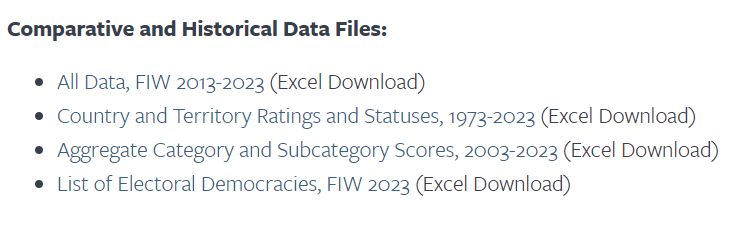 Comparative and Historical Data Files:
All Data, FIW 2013-2023 (Excel Download)
Country and Territory Ratings and Statuses, 1973-2023 (Excel Download)
Aggregate Category and Subcategory Scores, 2003-2023 (Excel Download)
List of Electoral Democracies, FIW 2023 (Excel Download)